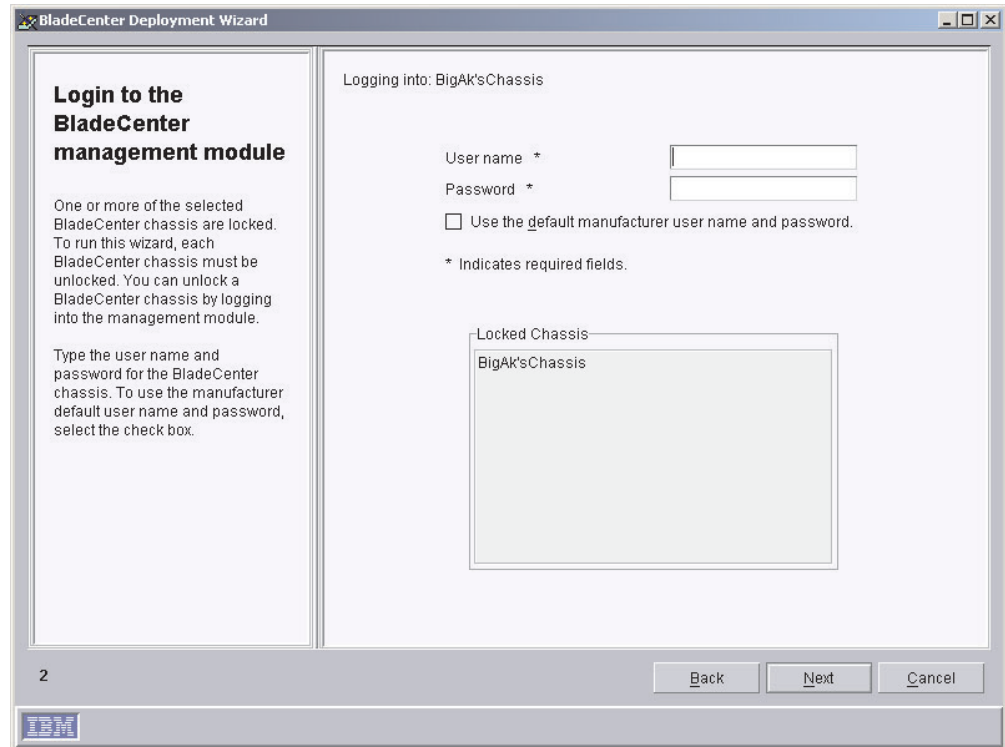 BladeCenter Deployment Wizard
Login to the
BladeCenter
management module
One or more of the selected
BladeCenter chassis are locked.
To run this wizard, each
BladeCenter chassis must be
unlocked. You can unlock a
BladeCenter chassis by logging
into the management module.
Type the user name and
password for the BladeCenter
chassis. To use the manufacturer
default user name and password,
select the check box.
Logging into: BigAk'sChassis
User name *
Password *
Use the default manufacturer user name and password.
* Indicates required fields.
Locked Chassis
BigAk'sChassis
2
Back Next Cancel
IBM